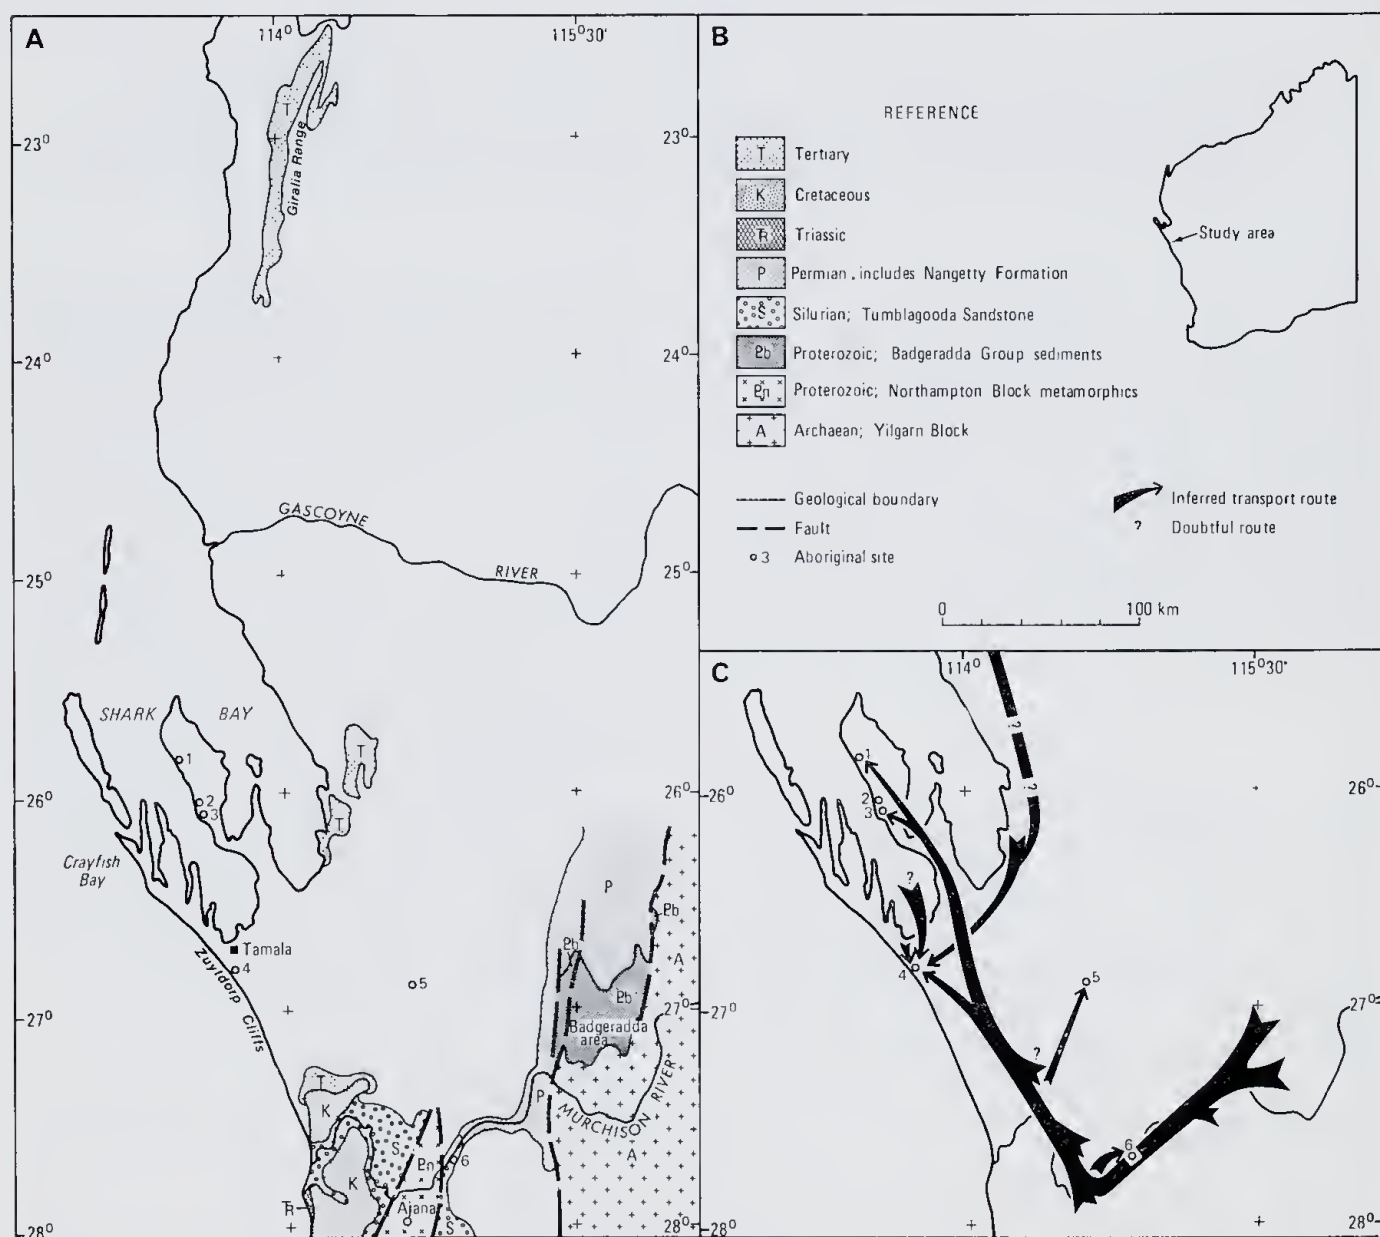 A
114°
115°30'
T
Giralia Range
23°
23°
24°
24°
GASCOYNE
RIVER
25°
25°
SHARK BAY
1
2
3
T
T
26°
26°
Crayfish
Bay
Tamala
4
5
Zuytdorp Cliffs
P
Pb
Pb
Pb
A
27°
27°
Badgeradda
area
MURCHISON RIVER
T
K
S
K
Pn
6
P
A
Ajana
S
TR
28°
28°
B
REFERENCE
T Tertiary
K Cretaceous
TR Triassic
P Permian, includes Nangetty Formation
S Silurian; Tumblagooda Sandstone
Pb Proterozoic; Badgeradda Group sediments
Pn Proterozoic; Northampton Block metamorphics
A Archaean; Yilgarn Block
Study area
Geological boundary
Fault
3 Aboriginal site
Inferred transport route
? Doubtful route
0 100 km
C
114°
115°30'
?
?
1
2
3
26°
26°
?
4
5
27°
27°
?
6
28°
28°